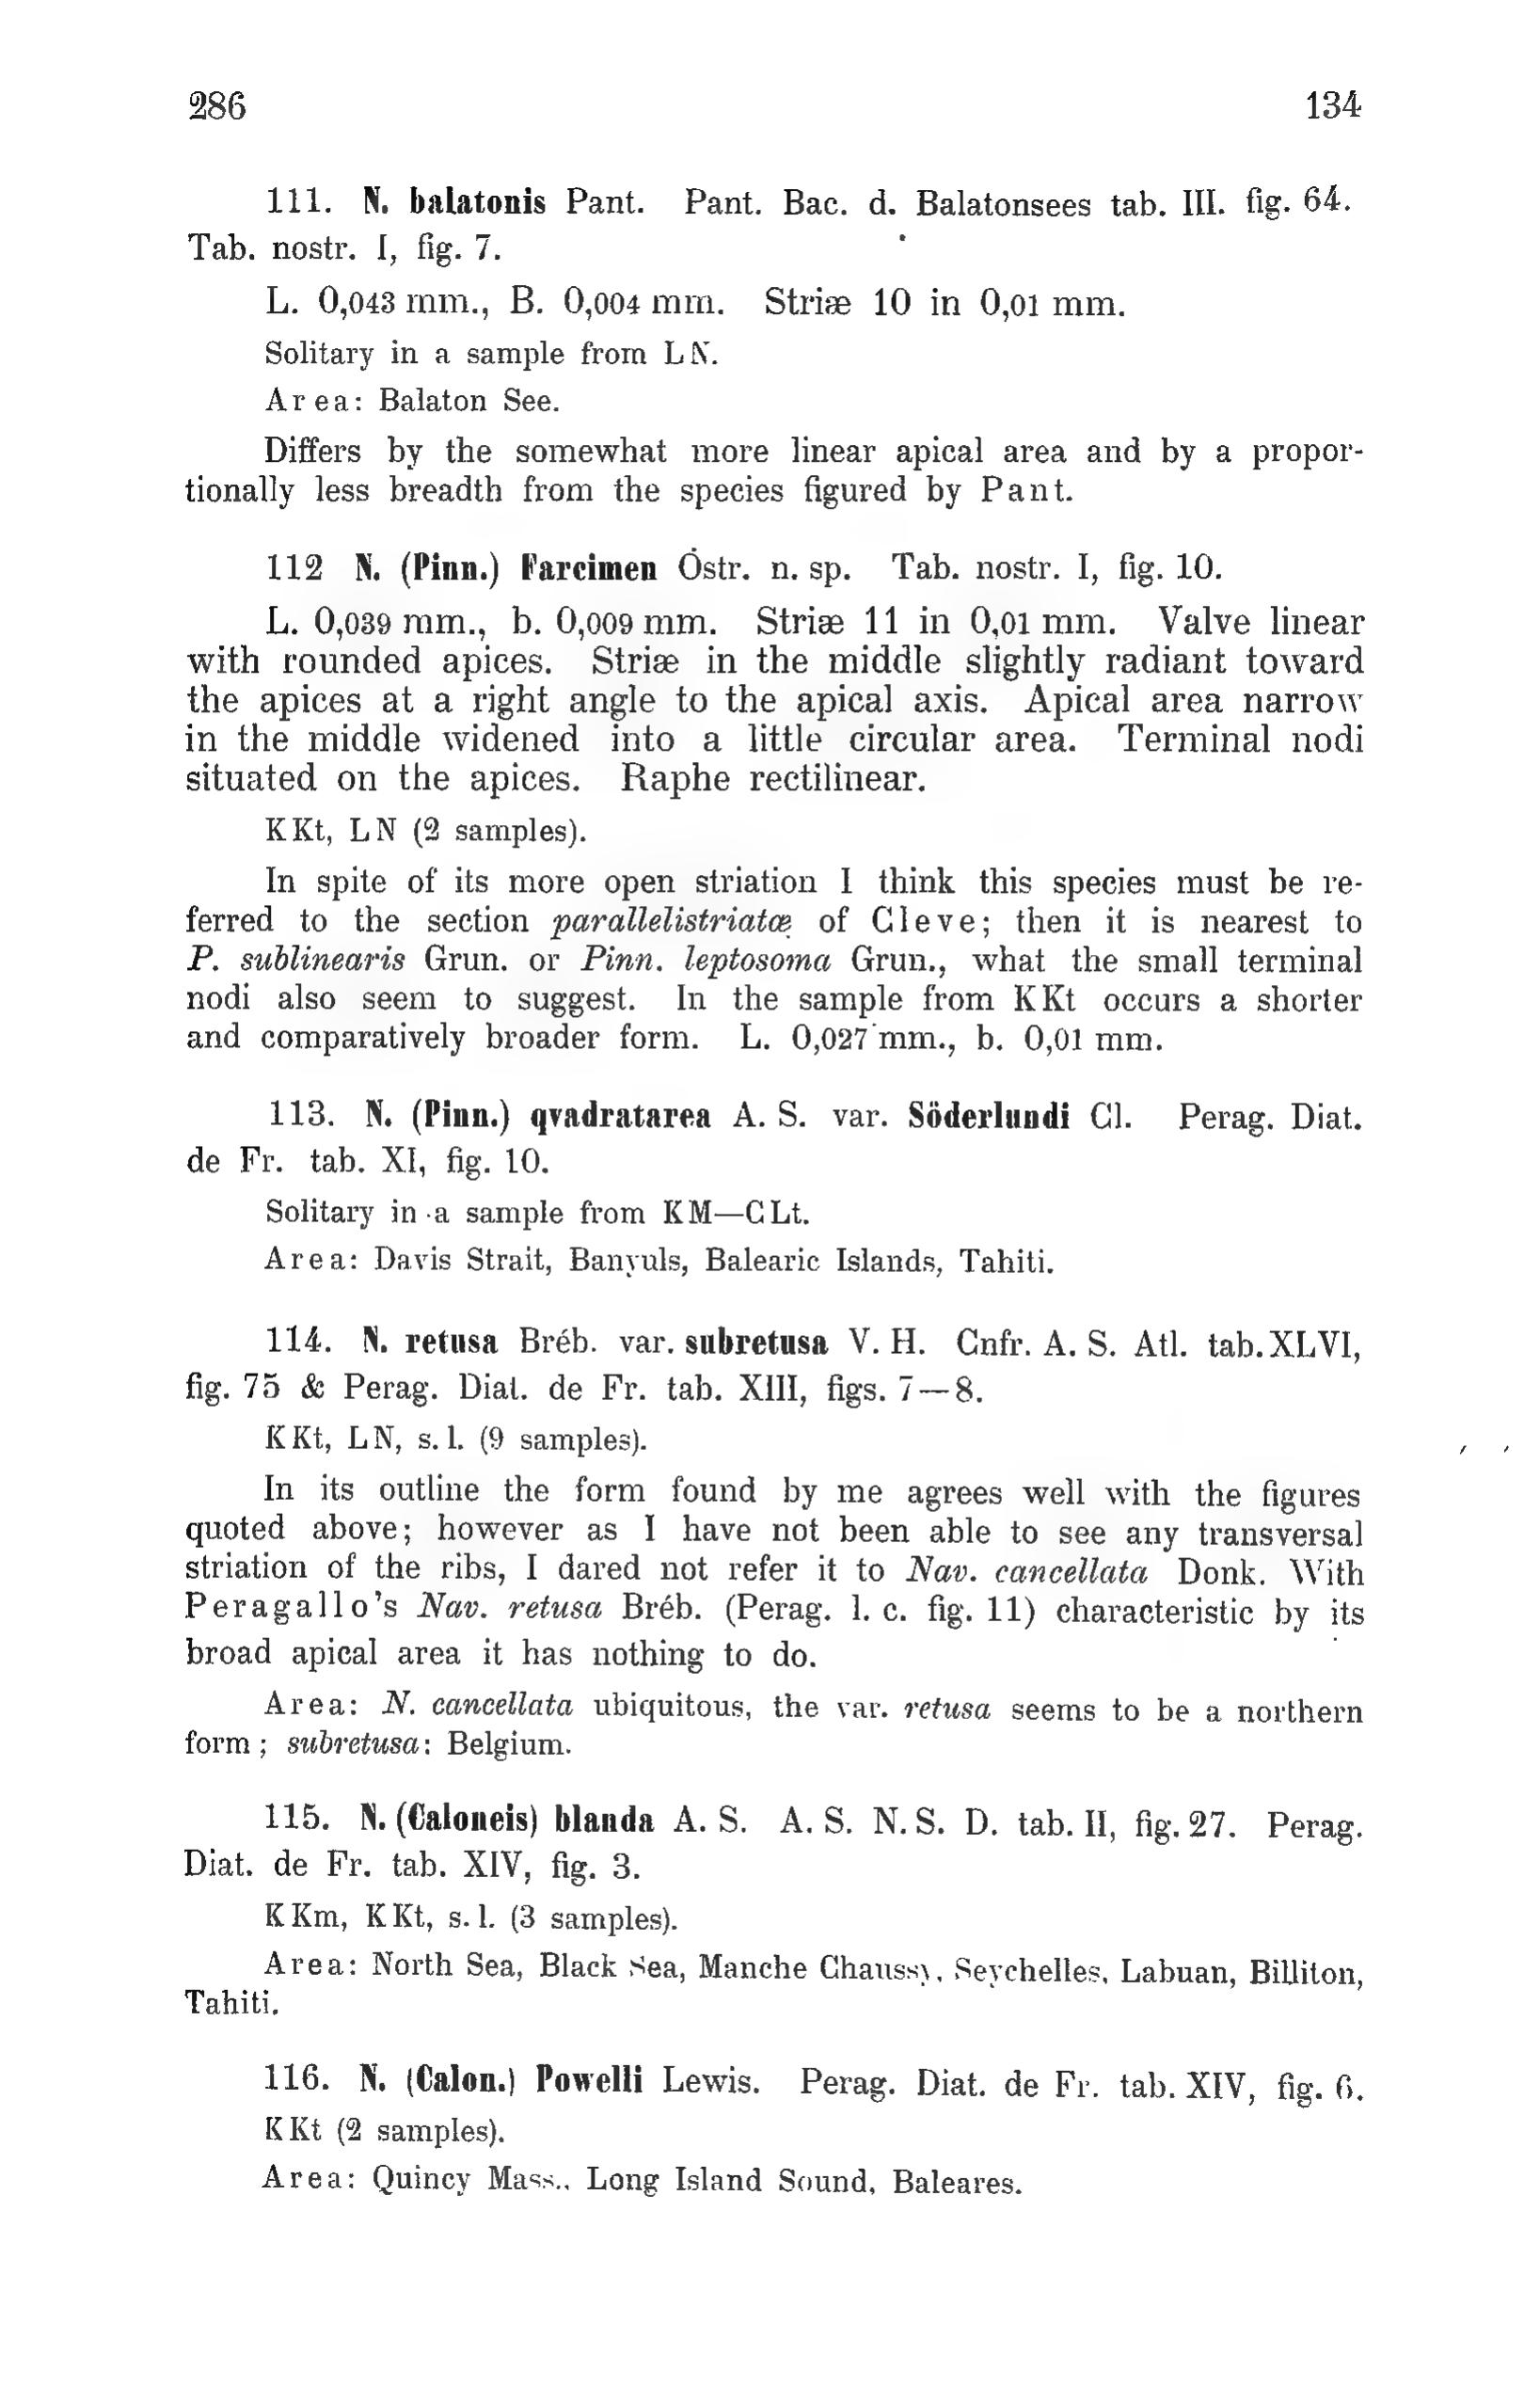 286 134
111. N. balatonis Pant. Pant. Bac. d. Balatonsees tab. III. fig. 64.
Tab. nostr. I, fig. 7.
L. 0,043 mm., B. 0,004 mm. Striæ 10 in 0,01 mm.
Solitary in a sample from LN.
Area: Balaton See.
Differs by the somewhat more linear apical area and by a propor-
tionally less breadth from the species figured by Pant.
112 N. (Pinn.) Farcimen Östr. n. sp. Tab. nostr. I, fig. 10.
L. 0,039 mm., b. 0,009 mm. Striæ 11 in 0,01 mm. Valve linear
with rounded apices. Striæ in the middle slightly radiant toward
the apices at a right angle to the apical axis. Apical area narrow
in the middle widened into a little circular area. Terminal nodi
situated on the apices. Raphe rectilinear.
KKt, LN (2 samples).
In spite of its more open striation I think this species must be re-
ferred to the section parallelistriatæ of Cleve; then it is nearest to
P. sublinearis Grun. or Pinn. leptosoma Grun., what the small terminal
nodi also seem to suggest. In the sample from KKt occurs a shorter
and comparatively broader form. L. 0,027 mm., b. 0,01 mm.
113. N. (Pinn.) qvadratarea A. S. var. Söderlundi Cl. Perag. Diat.
de Fr. tab. XI, fig. 10.
Solitary in a sample from KM—CLt.
Area: Davis Strait, Banyuls, Balearic Islands, Tahiti.
114. N. retusa Bréb. var. subretusa V. H. Cnfr. A. S. Atl. tab. XLVI,
fig. 75 & Perag. Diat. de Fr. tab. XIII, figs. 7—8.
KKt, LN, s. l. (9 samples).
In its outline the form found by me agrees well with the figures
quoted above; however as I have not been able to see any transversal
striation of the ribs, I dared not refer it to Nav. cancellata Donk. With
Peragallo's Nav. retusa Bréb. (Perag. l. c. fig. 11) characteristic by its
broad apical area it has nothing to do.
Area: N. cancellata ubiquitous, the var. retusa seems to be a northern
form; subretusa: Belgium.
115. N. (Caloneis) blanda A. S. A. S. N. S. D. tab. II, fig. 27. Perag.
Diat. de Fr. tab. XIV, fig. 3.
KKm, KKt, s. l. (3 samples).
Area: North Sea, Black Sea, Manche Chaussy, Seychelles, Labuan, Billiton,
Tahiti.
116. N. (Calon.) Powelli Lewis. Perag. Diat. de Fr. tab. XIV, fig. 6.
KKt (2 samples).
Area: Quincy Mass., Long Island Sound, Baleares.